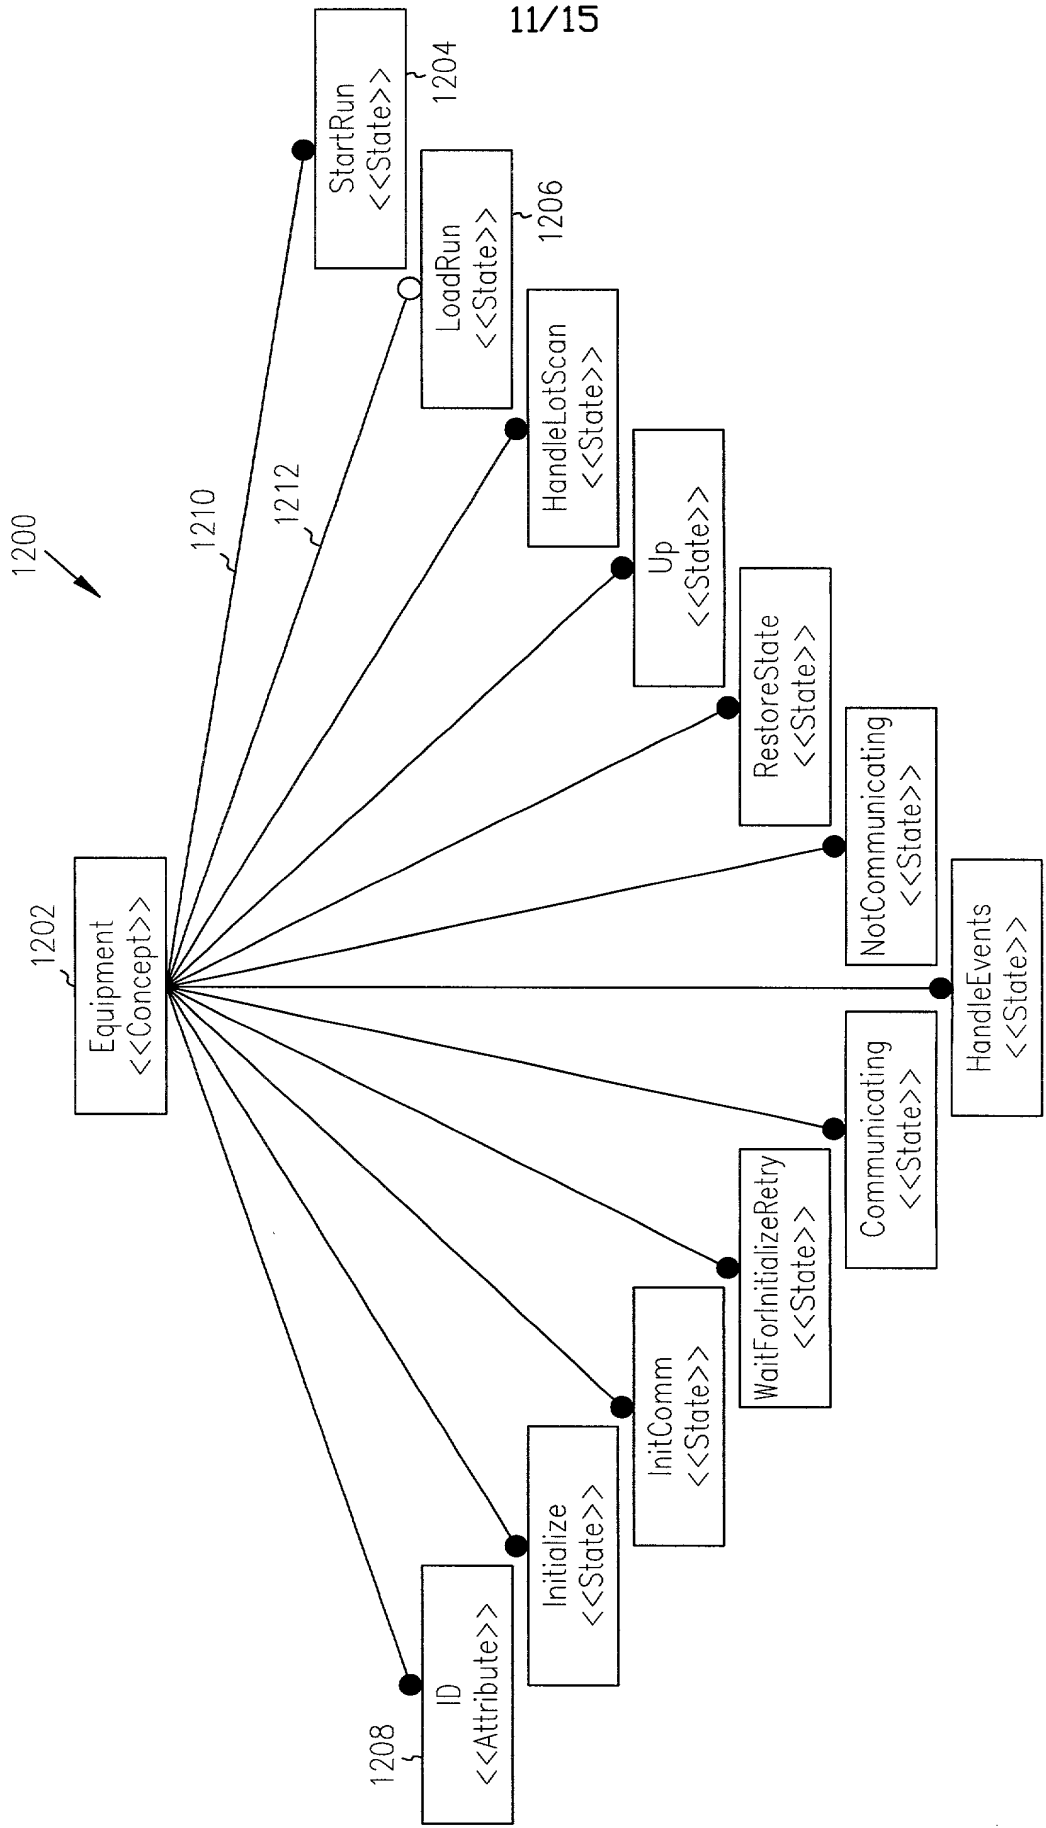 11/15
1200
1202
Equipment
<<Concept>>
1210
1212
1208
ID
<<Attribute>>
Initialize
<<State>>
InitComm
<<State>>
WaitForInitializeRetry
<<State>>
Communicating
<<State>>
HandleEvents
<<State>>
NotCommunicating
<<State>>
RestoreState
<<State>>
Up
<<State>>
HandleLotScan
<<State>>
LoadRun
<<State>>
1206
StartRun
<<State>>
1204